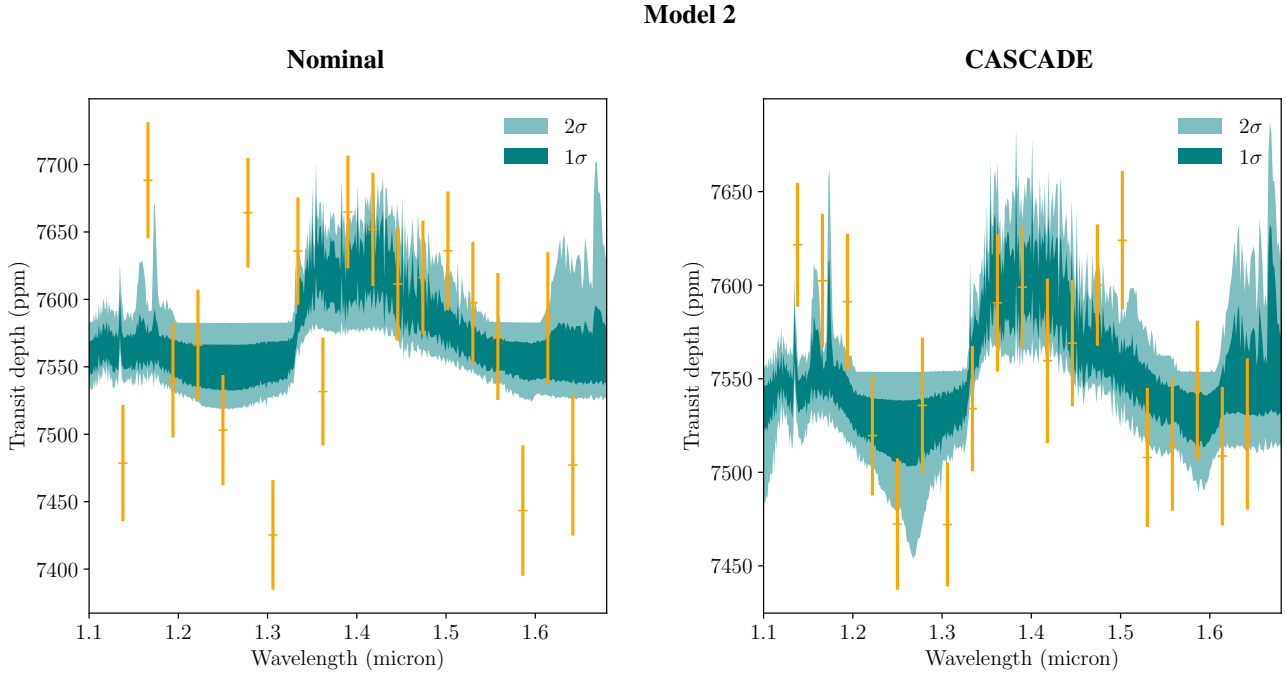 Model 2
Nominal
CASCADE
2σ
1σ
7700
7650
7600
7550
7500
7450
7400
Transit depth (ppm)
1.1
1.2
1.3
1.4
1.5
1.6
Wavelength (micron)
2σ
1σ
7650
7600
7550
7500
7450
Transit depth (ppm)
1.1
1.2
1.3
1.4
1.5
1.6
Wavelength (micron)